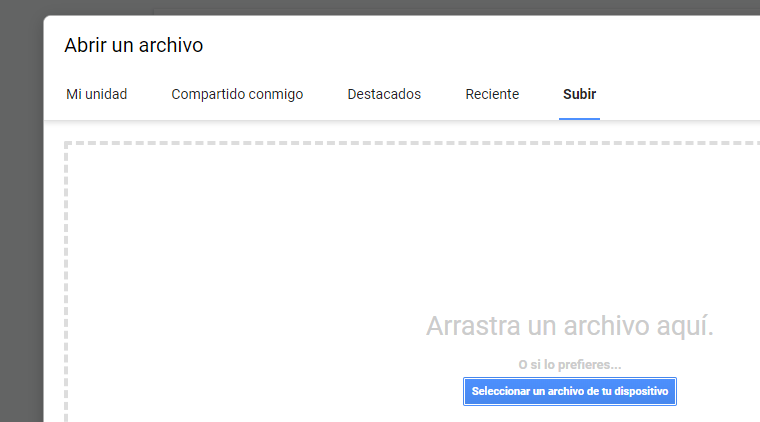 Abrir un archivo
Mi unidad Compartido conmigo Destacados Reciente Subir
Arrastra un archivo aquí.
O si lo prefieres...
Seleccionar un archivo de tu dispositivo